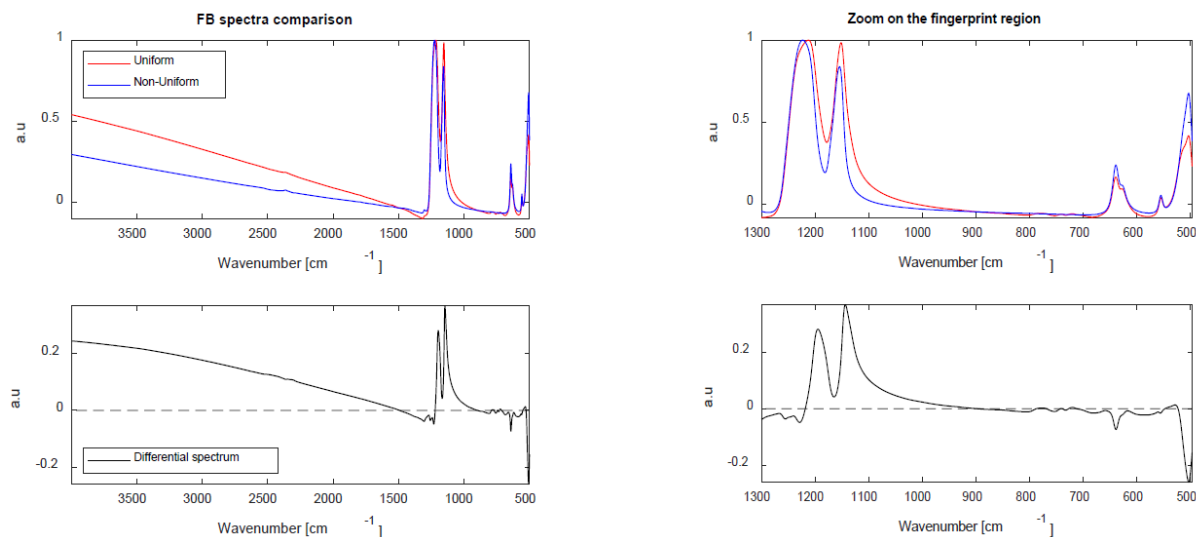 FB spectra comparison
1
0.5
0
a.u
Uniform
Non-Uniform
3500 3000 2500 2000 1500 1000 500
Wavenumber [cm -1]
Zoom on the fingerprint region
1
0.5
0
a.u
1300 1200 1100 1000 900 800 700 600 500
Wavenumber [cm -1]
0.2
0
-0.2
a.u
Differential spectrum
3500 3000 2500 2000 1500 1000 500
Wavenumber [cm -1]
0.2
0
-0.2
a.u
1300 1200 1100 1000 900 800 700 600 500
Wavenumber [cm -1]